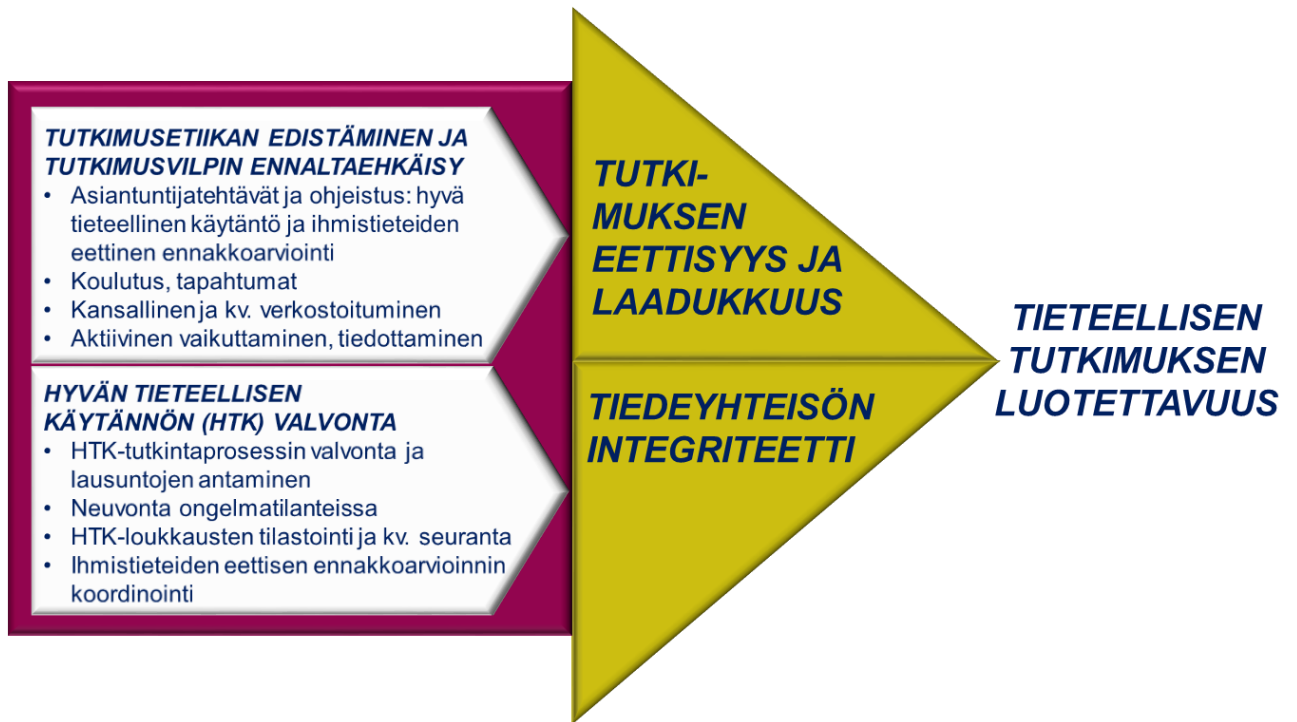 TUTKIMUSETIIKAN EDISTÄMINEN JA
TUTKIMUSVILPIN ENNALTAEHKÄISY
• Asiantuntijatehtävät ja ohjeistus: hyvä
tieteellinen käytäntö ja ihmistieteiden
eettinen ennakkoarviointi
• Koulutus, tapahtumat
• Kansallinen ja kv. verkostoituminen
• Aktiivinen vaikuttaminen, tiedottaminen
HYVÄN TIETEELLISEN
KÄYTÄNNÖN (HTK) VALVONTA
• HTK-tutkintaprosessin valvonta ja
lausuntojen antaminen
• Neuvonta ongelmatilanteissa
• HTK-loukkausten tilastointi ja kv. seuranta
• Ihmistieteiden eettisen ennakkoarvioinnin
koordinointi
TUTKI-
MUKSEN
EETTISYYS JA
LAADUKKUUS
TIEDEYHTEISÖN
INTEGRITEETTI
TIETEELLISEN
TUTKIMUKSEN
LUOTETTAVUUS